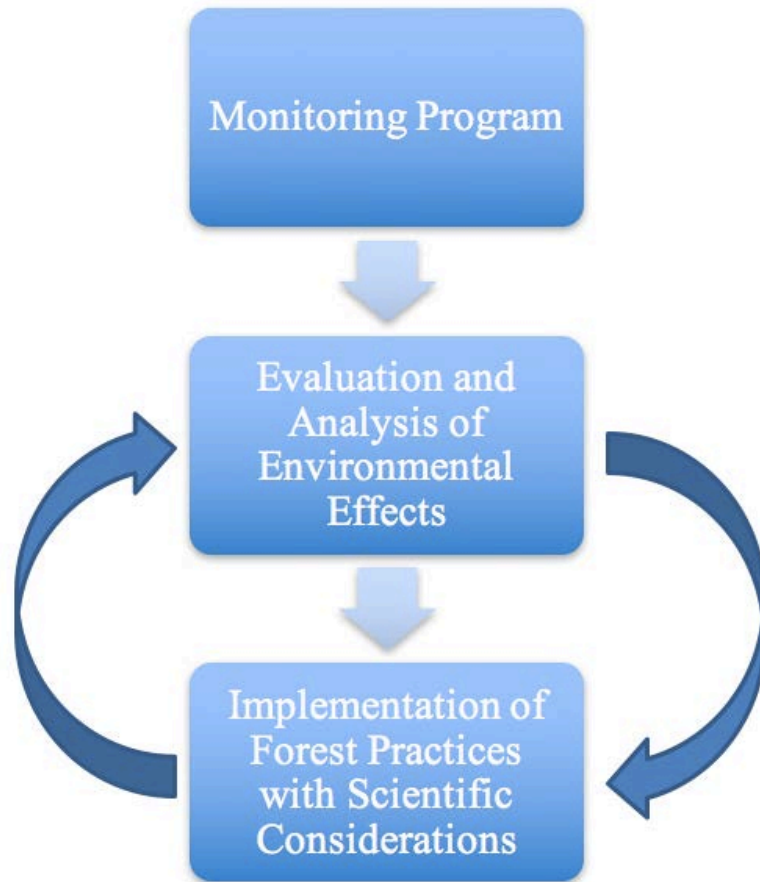 Monitoring Program
Evaluation and
Analysis of
Environmental
Effects
Implementation of
Forest Practices
with Scientific
Considerations